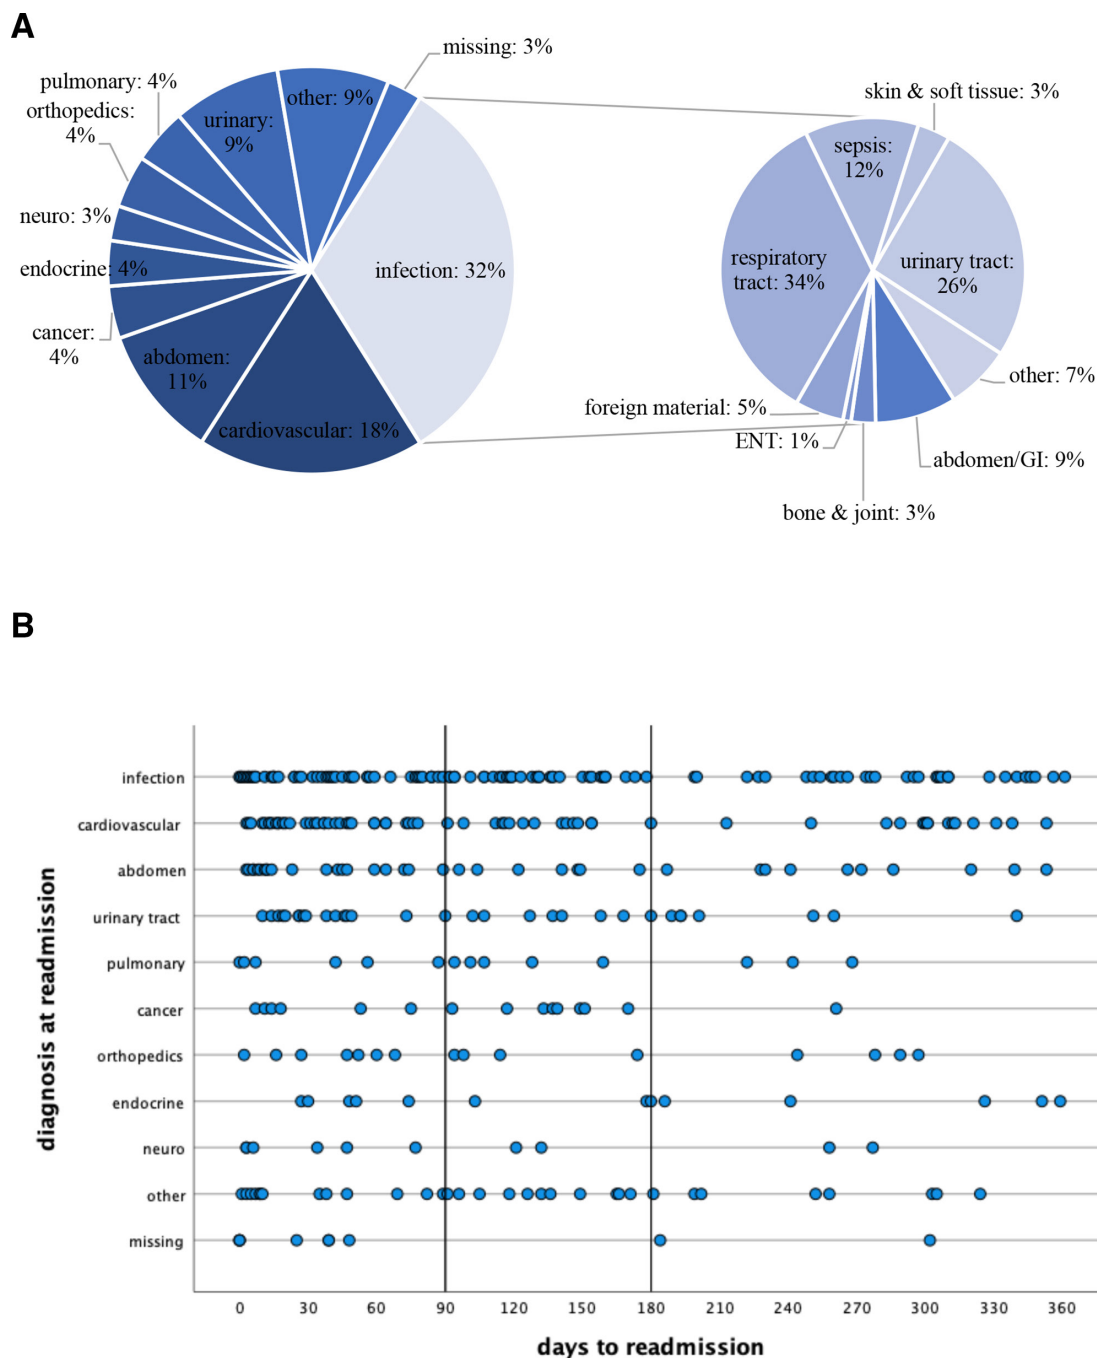 A
missing: 3%
pulmonary: 4%
orthopedics:
4%
other: 9%
urinary:
9%
neuro: 3%
endocrine: 4%
cancer:
4%
abdomen:
11%
cardiovascular: 18%
infection: 32%
skin & soft tissue: 3%
sepsis:
12%
respiratory
tract: 34%
urinary tract:
26%
other: 7%
foreign material: 5%
ENT: 1%
abdomen/GI: 9%
bone & joint: 3%
B
diagnosis at readmission
infection
cardiovascular
abdomen
urinary tract
pulmonary
cancer
orthopedics
endocrine
neuro
other
missing
0 30 60 90 120 150 180 210 240 270 300 330 360
days to readmission